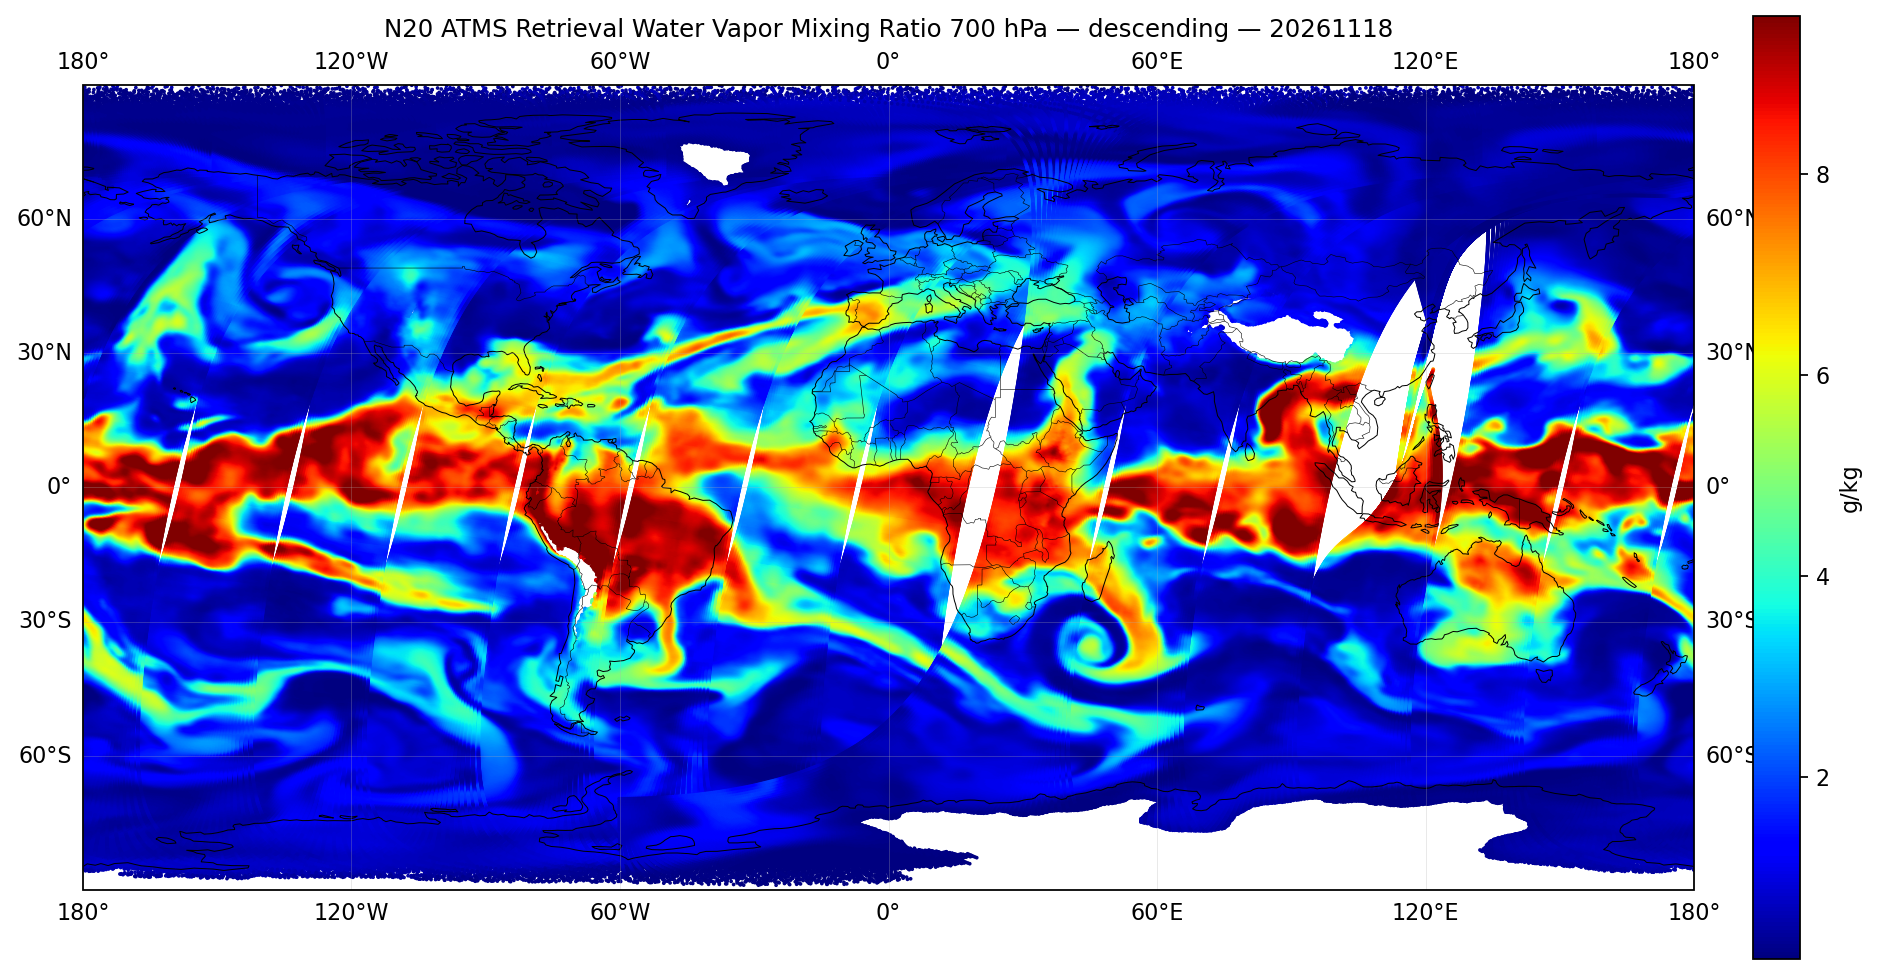 N20 ATMS Retrieval Water Vapor Mixing Ratio 700 hPa — descending — 20261118
180° 120°W 60°W 0° 60°E 120°E 180°
60°N 60°N
30°N 30°N
0° 0°
30°S 30°S
60°S 60°S
180° 120°W 60°W 0° 60°E 120°E 180°
8
6
4
2
g/kg